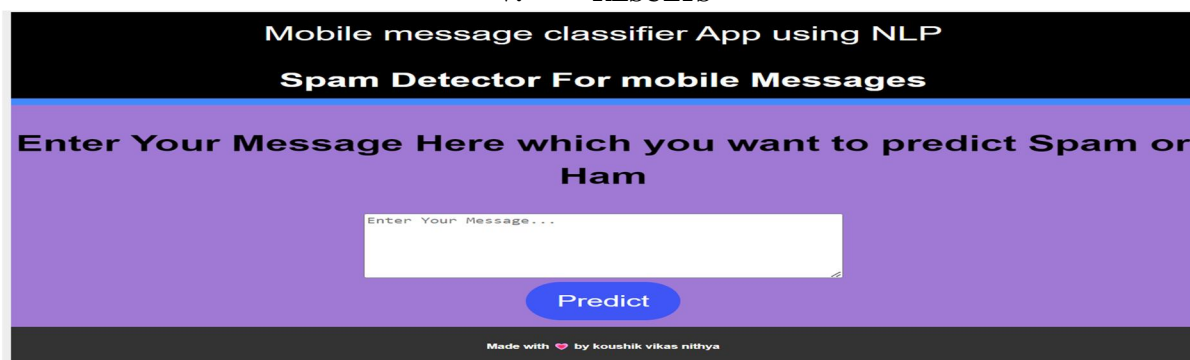 Mobile message classifier App using NLP
Spam Detector For mobile Messages
Enter Your Message Here which you want to predict Spam or
Ham
Enter Your Message...
Predict
Made with 💖 by koushik vikas nithya